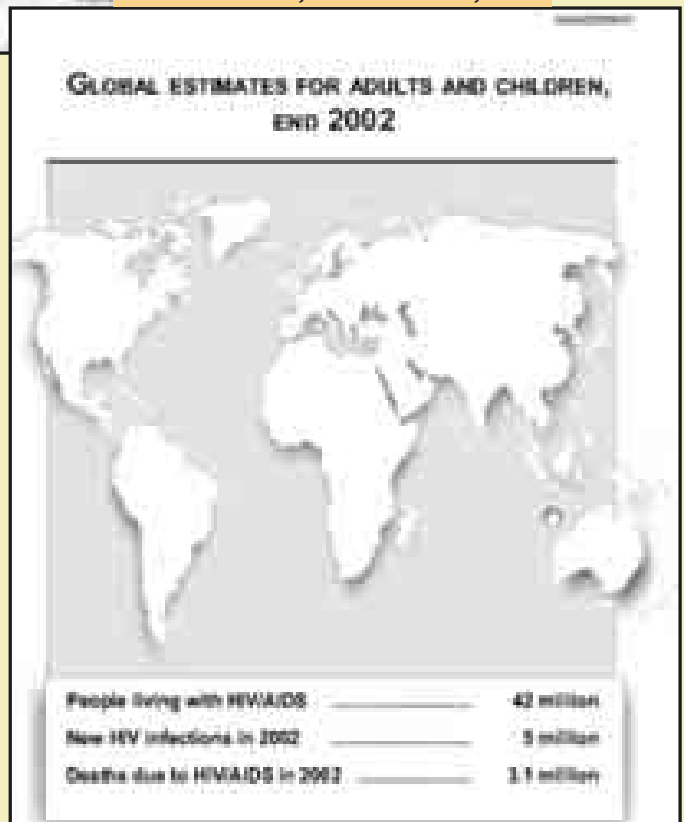 GLOBAL ESTIMATES FOR ADULTS AND CHILDREN,
END 2002
People living with HIV/AIDS 42 million
New HIV infections in 2002 5 million
Deaths due to HIV/AIDS in 2002 3.1 million